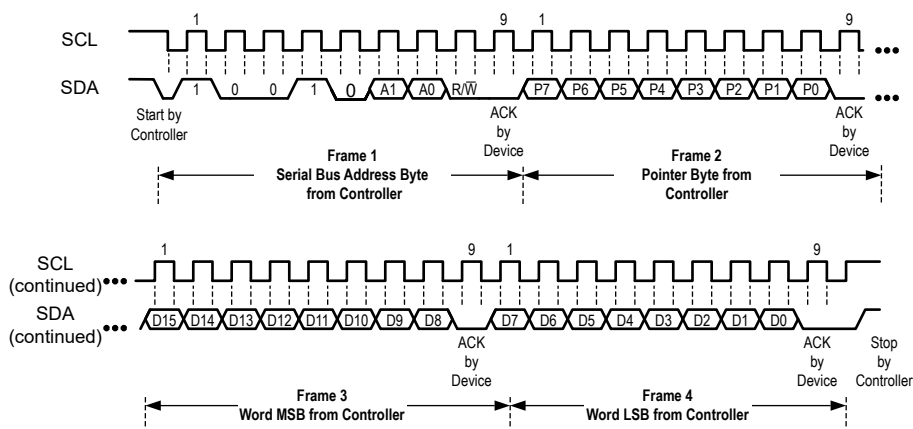 1 9 1 9
SCL
SDA
1 0 0 1 0 A1 A0 R/W̅ P7 P6 P5 P4 P3 P2 P1 P0
Start by
Controller
ACK
by
Device
ACK
by
Device
Frame 1
Serial Bus Address Byte
from Controller
Frame 2
Pointer Byte from
Controller
1 9 1 9
SCL
(continued)
SDA
(continued)
D15 D14 D13 D12 D11 D10 D9 D8 D7 D6 D5 D4 D3 D2 D1 D0
ACK
by
Device
ACK
by
Device
Stop
by
Controller
Frame 3
Word MSB from Controller
Frame 4
Word LSB from Controller